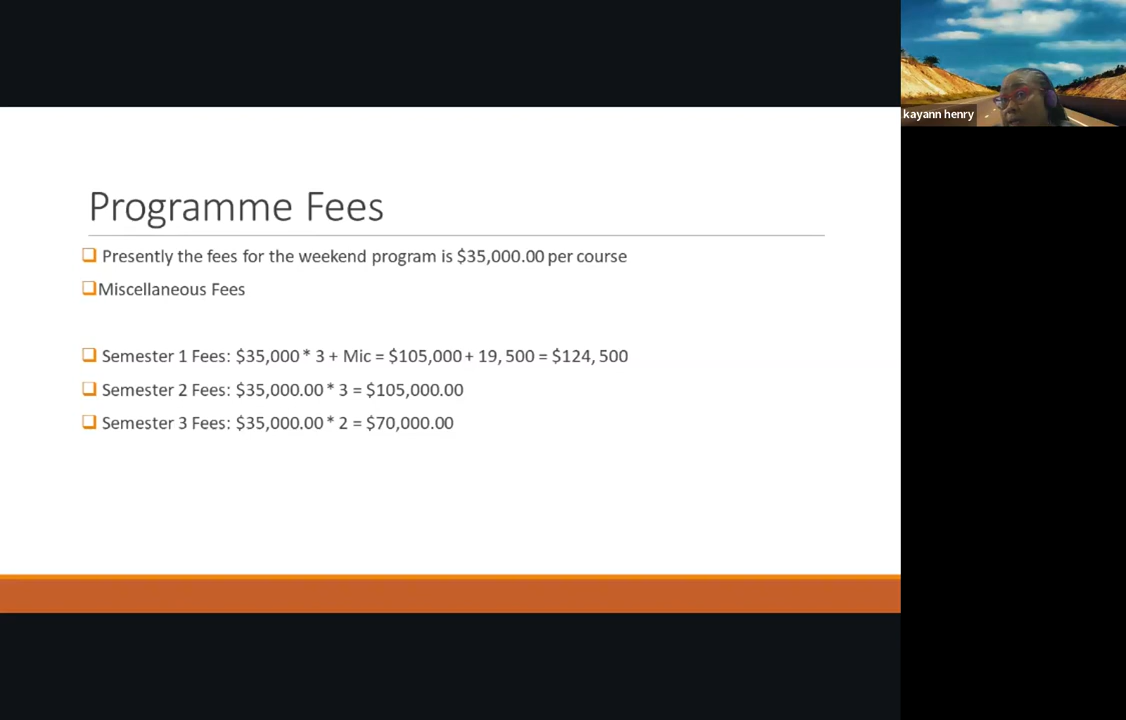 Programme Fees
Presently the fees for the weekend program is $35,000.00 per course
Miscellaneous Fees
Semester 1 Fees: $35,000 * 3 + Mic = $105,000 + 19, 500 = $124, 500
Semester 2 Fees: $35,000.00 * 3 = $105,000.00
Semester 3 Fees: $35,000.00 * 2 = $70,000.00
kayann henry